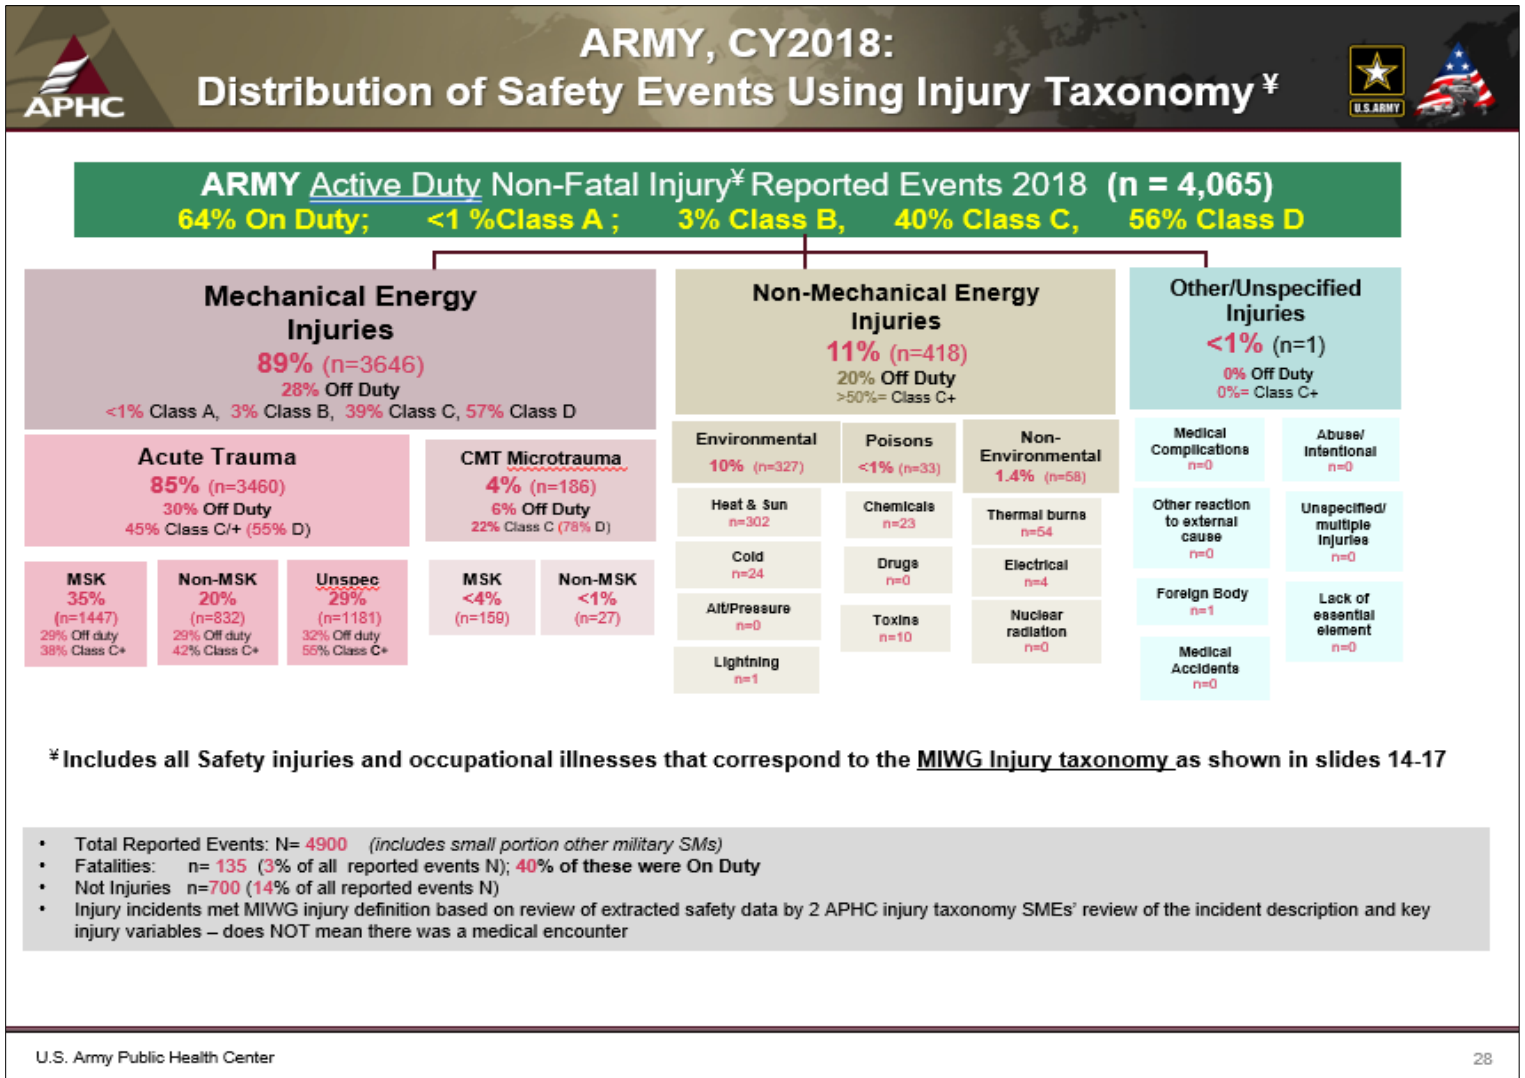 ARMY, CY2018:
Distribution of Safety Events Using Injury Taxonomy ¥
APHC
U.S.ARMY
ARMY Active Duty Non-Fatal Injury¥ Reported Events 2018 (n = 4,065)
64% On Duty; <1 %Class A ; 3% Class B, 40% Class C, 56% Class D
Mechanical Energy
Injuries
89% (n=3646)
28% Off Duty
<1% Class A, 3% Class B, 39% Class C, 57% Class D
Non-Mechanical Energy
Injuries
11% (n=418)
20% Off Duty
>50%= Class C+
Other/Unspecified
Injuries
<1% (n=1)
0% Off Duty
0%= Class C+
Acute Trauma
85% (n=3460)
30% Off Duty
45% Class C/+ (55% D)
CMT Microtrauma
4% (n=186)
6% Off Duty
22% Class C (78% D)
MSK
35%
(n=1447)
29% Off duty
38% Class C+
Non-MSK
20%
(n=832)
29% Off duty
42% Class C+
Unspec
29%
(n=1181)
32% Off duty
55% Class C+
MSK
<4%
(n=159)
Non-MSK
<1%
(n=27)
Environmental
10% (n=327)
Heat & Sun
n=302
Cold
n=24
Alt/Pressure
n=0
Lightning
n=1
Poisons
<1% (n=33)
Chemicals
n=23
Drugs
n=0
Toxins
n=10
Non-
Environmental
1.4% (n=58)
Thermal burns
n=54
Electrical
n=4
Nuclear
radiation
n=0
Medical
Complications
n=0
Other reaction
to external
cause
n=0
Foreign Body
n=1
Medical
Accidents
n=0
Abuse/
Intentional
n=0
Unspecified/
multiple
injuries
n=0
Lack of
essential
element
n=0
¥ Includes all Safety injuries and occupational illnesses that correspond to the MIWG Injury taxonomy as shown in slides 14-17
• Total Reported Events: N= 4900 (includes small portion other military SMs)
• Fatalities: n= 135 (3% of all reported events N); 40% of these were On Duty
• Not Injuries n=700 (14% of all reported events N)
• Injury incidents met MIWG injury definition based on review of extracted safety data by 2 APHC injury taxonomy SMEs’ review of the incident description and key
injury variables – does NOT mean there was a medical encounter
U.S. Army Public Health Center
28